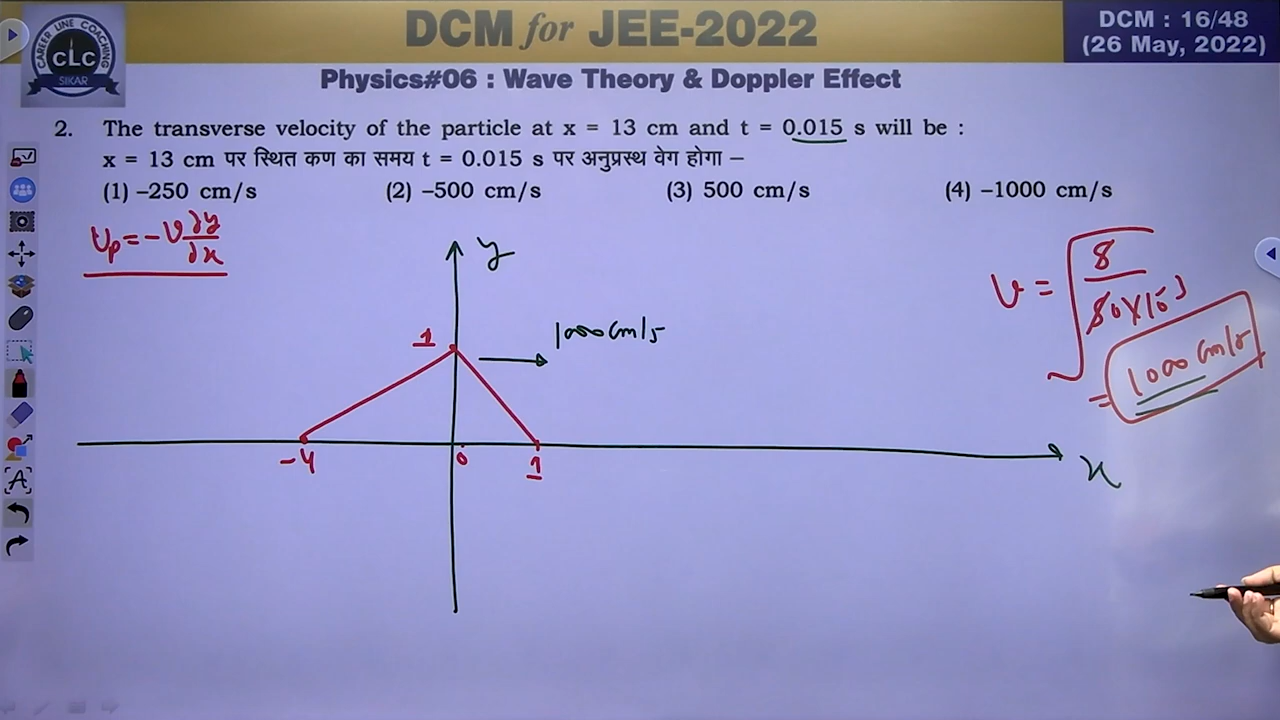 DCM for JEE-2022
DCM : 16/48
(26 May, 2022)
CAREER LINE COACHING
CLC
SIKAR
Physics#06 : Wave Theory & Doppler Effect
2. The transverse velocity of the particle at x = 13 cm and t = 0.015 s will be :
x = 13 cm पर स्थित कण का समय t = 0.015 s पर अनुप्रस्थ वेग होगा –
(1) –250 cm/s (2) –500 cm/s (3) 500 cm/s (4) –1000 cm/s
Vp = -V ∂y/∂x
y
V = √8/80x10-3
= 1000 cm/s
1
1000 cm/s
-4 0 1
x
A